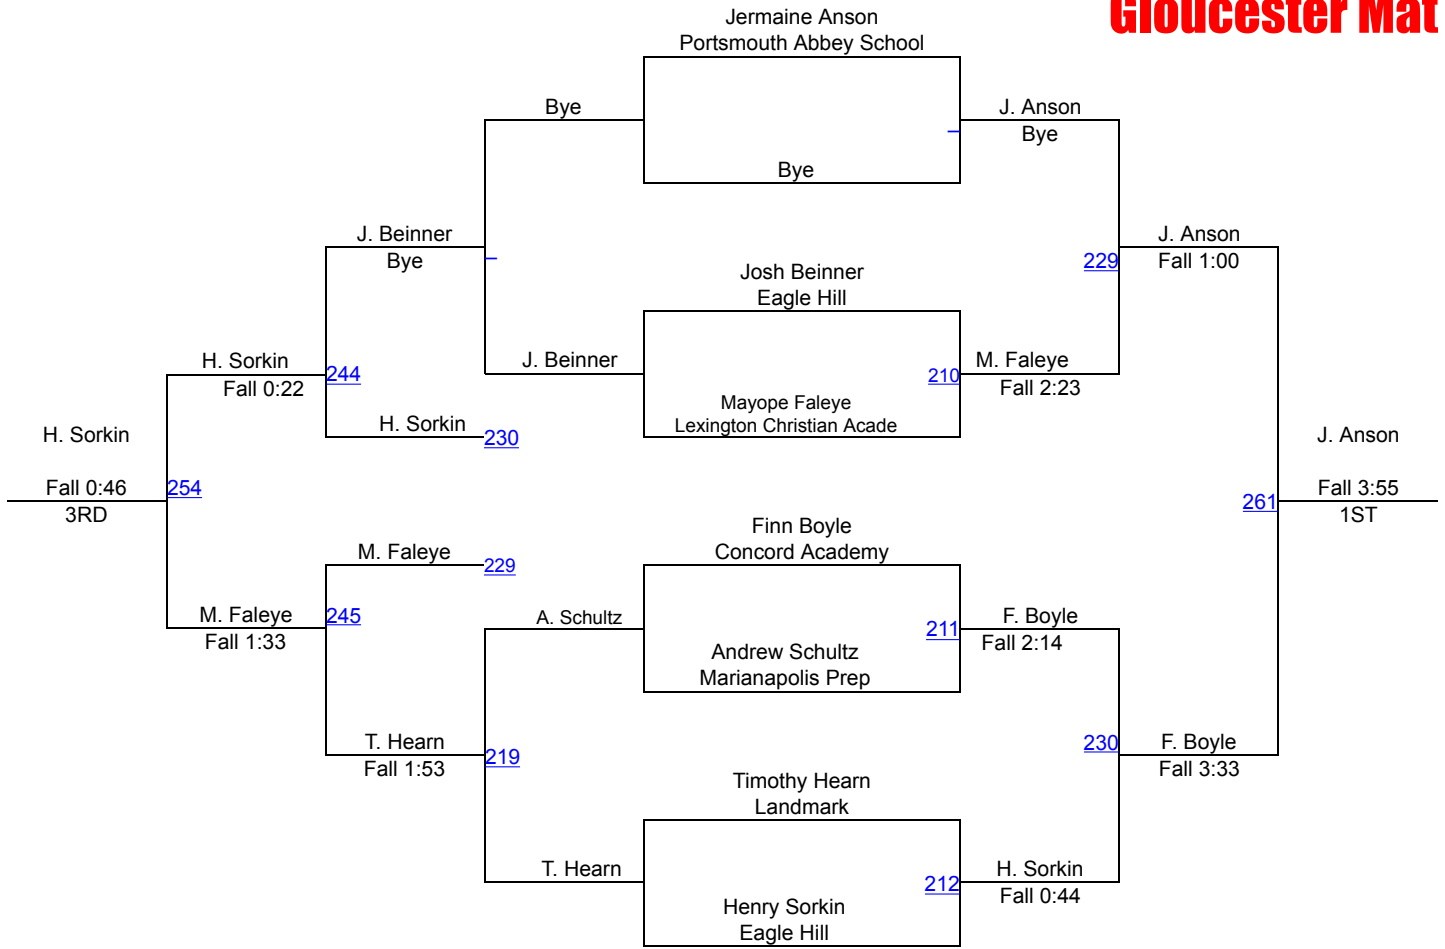 Gloucester Mat
Jermaine Anson
Portsmouth Abbey School
Bye
J. Anson
Bye
Bye
J. Beinner
Bye
J. Anson
Fall 1:00
229
Josh Beinner
Eagle Hill
J. Beinner
M. Faleye
Fall 2:23
210
Mayope Faleye
Lexington Christian Acade
H. Sorkin
Fall 0:22
244
H. Sorkin
230
H. Sorkin
Fall 0:46
3RD
254
J. Anson
Fall 3:55
1ST
261
Finn Boyle
Concord Academy
M. Faleye
229
M. Faleye
Fall 1:33
245
A. Schultz
F. Boyle
Fall 2:14
211
Andrew Schultz
Marianapolis Prep
T. Hearn
Fall 1:53
219
230
F. Boyle
Fall 3:33
Timothy Hearn
Landmark
T. Hearn
H. Sorkin
Fall 0:44
212
Henry Sorkin
Eagle Hill